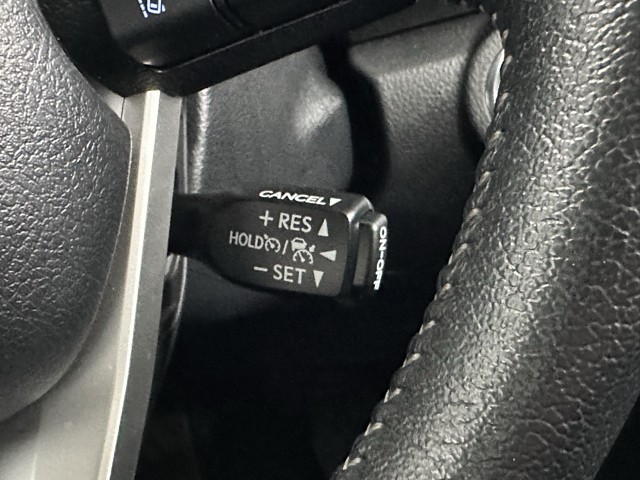 CANCEL▼
+ RES ▲
HOLD / ◀
− SET ▼
ON-OFF